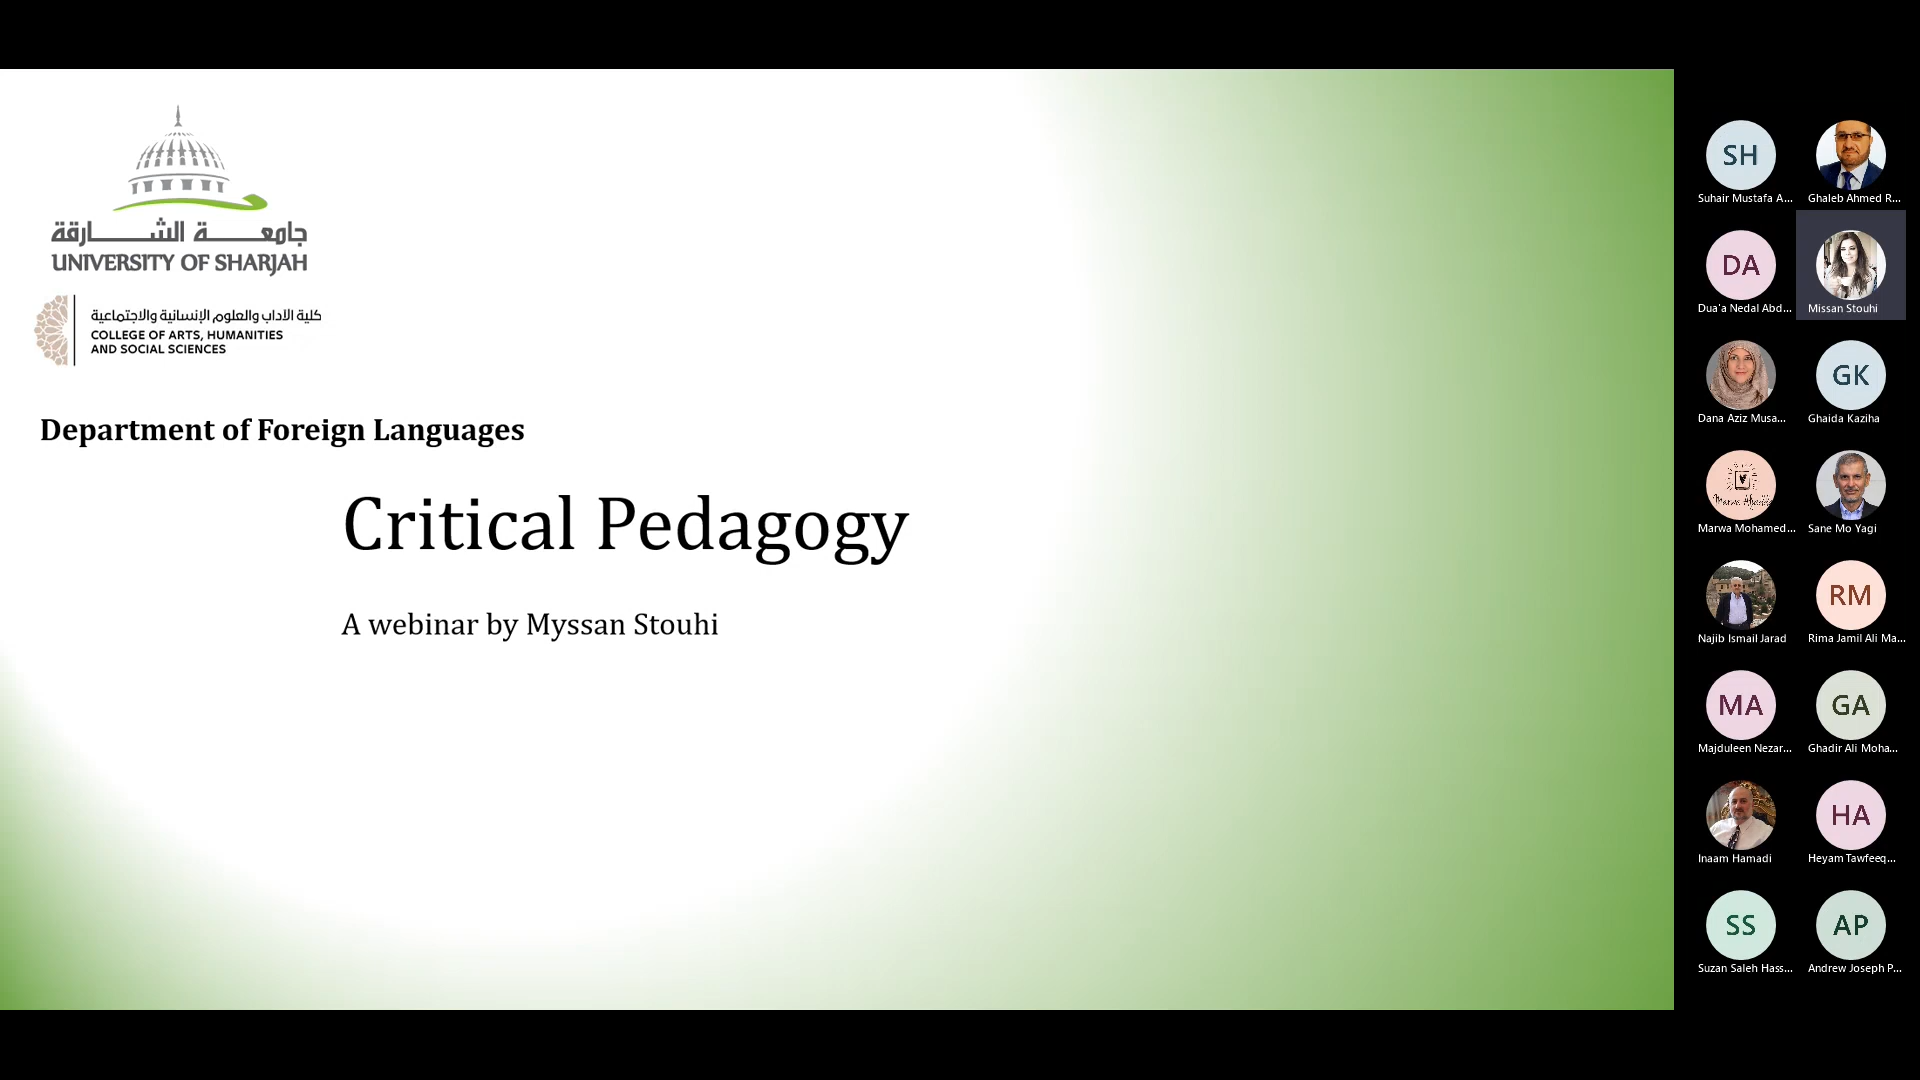 جامعة الشارقة
UNIVERSITY OF SHARJAH
كلية الآداب والعلوم الإنسانية والاجتماعية
COLLEGE OF ARTS, HUMANITIES
AND SOCIAL SCIENCES
Department of Foreign Languages
Critical Pedagogy
A webinar by Myssan Stouhi
SH
Suhair Mustafa A...
Ghaleb Ahmed R...
DA
Dua'a Nedal Abd...
Missan Stouhi
Dana Aziz Musa...
GK
Ghaida Kaziha
Marwa Mohamed...
Sane Mo Yagi
Najib Ismail Jarad
RM
Rima Jamil Ali Ma...
MA
Majduleen Nezar...
GA
Ghadir Ali Moha...
Inaam Hamadi
HA
Heyam Tawfeeq...
SS
Suzan Saleh Hass...
AP
Andrew Joseph P...